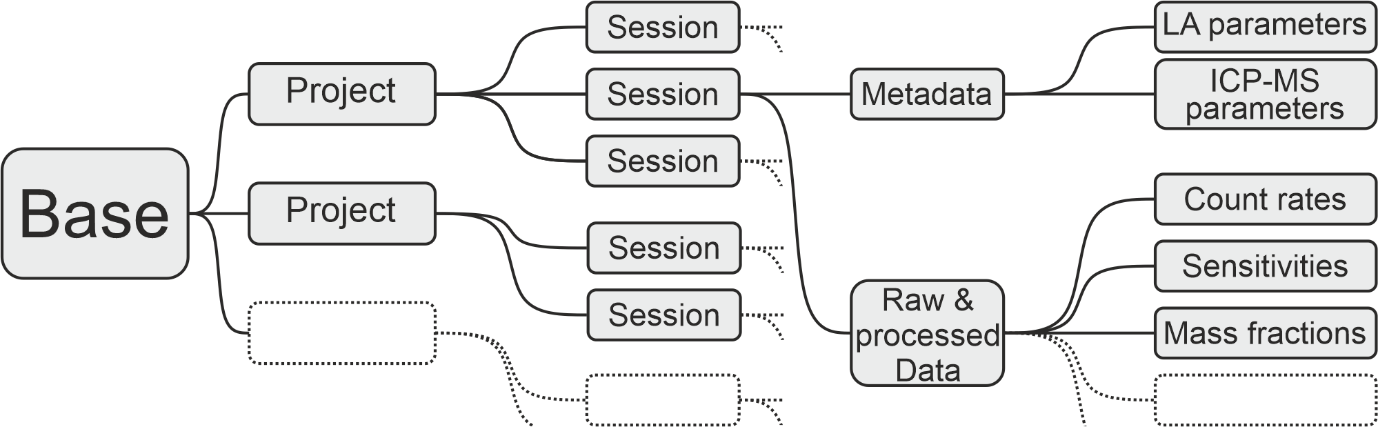 Base
Project
Project
Session
Session
Session
Session
Session
Metadata
Raw &
processed
Data
LA parameters
ICP-MS
parameters
Count rates
Sensitivities
Mass fractions